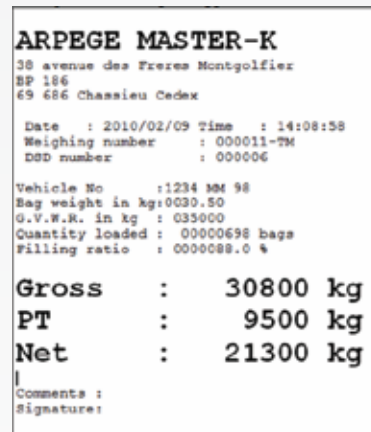 ARPEGE MASTER-K
38 avenue des Freres Montgolfier
BP 186
69 686 Chassieu Cedex
Date : 2010/02/09 Time : 14:08:58
Weighing number : 000011-TM
DSD number : 000006
Vehicle No :1234 MM 98
Bag weight in kg:0030.50
G.V.W.R. in kg : 035000
Quantity loaded : 00000698 bags
Filling ratio : 0000088.0 %
Gross : 30800 kg
PT : 9500 kg
Net : 21300 kg
Comments :
Signature: